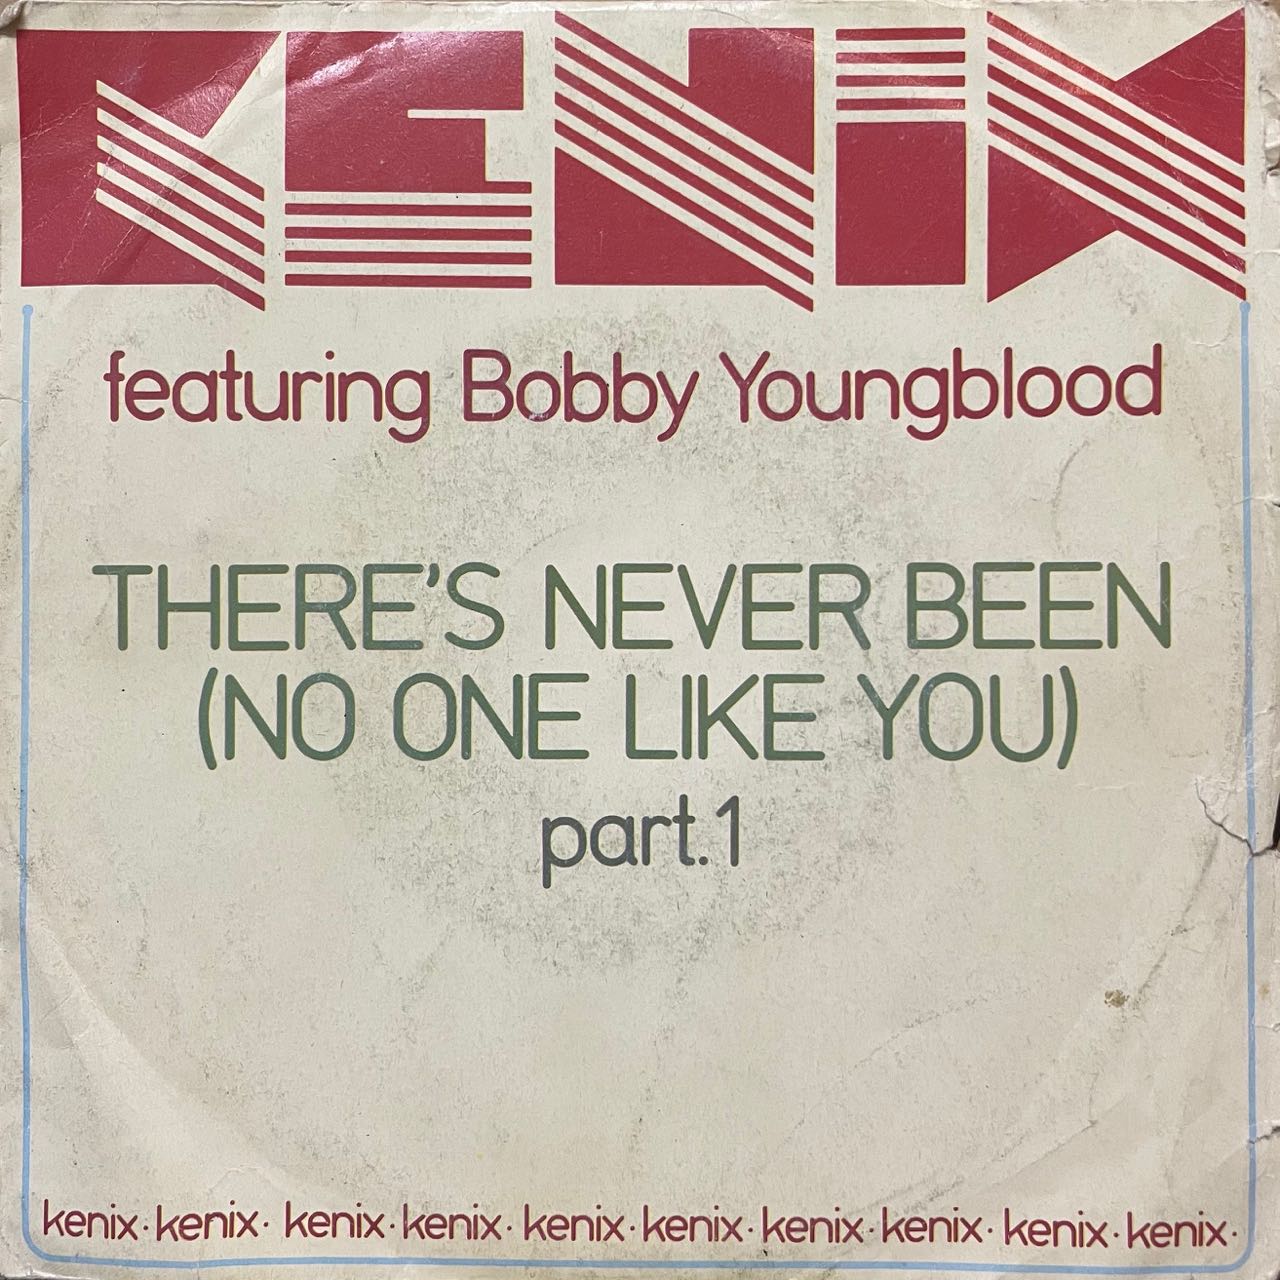 KENIX
featuring Bobby Youngblood
THERE'S NEVER BEEN
(NO ONE LIKE YOU)
part.1
kenix · kenix · kenix · kenix · kenix · kenix · kenix · kenix · kenix · kenix ·